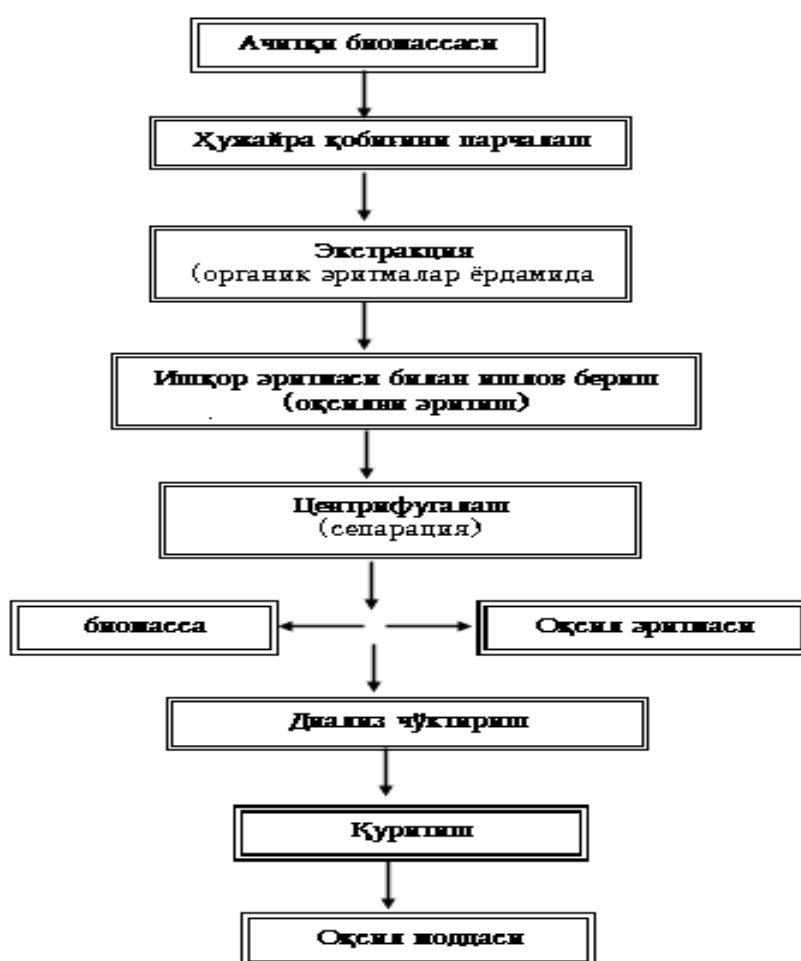 Ачитқи биомассаси
Ҳужайра қобиғини парчалаш
Экстракция
(органик эритмалар ёрдамида
Ишқор эритмаси билан ишлов бериш
(оқсилни эритиш)
Центрифугалаш
(сепарация)
биомасса
Оқсил эритмаси
Диализ чўктириш
Қуритиш
Оқсил моддаси